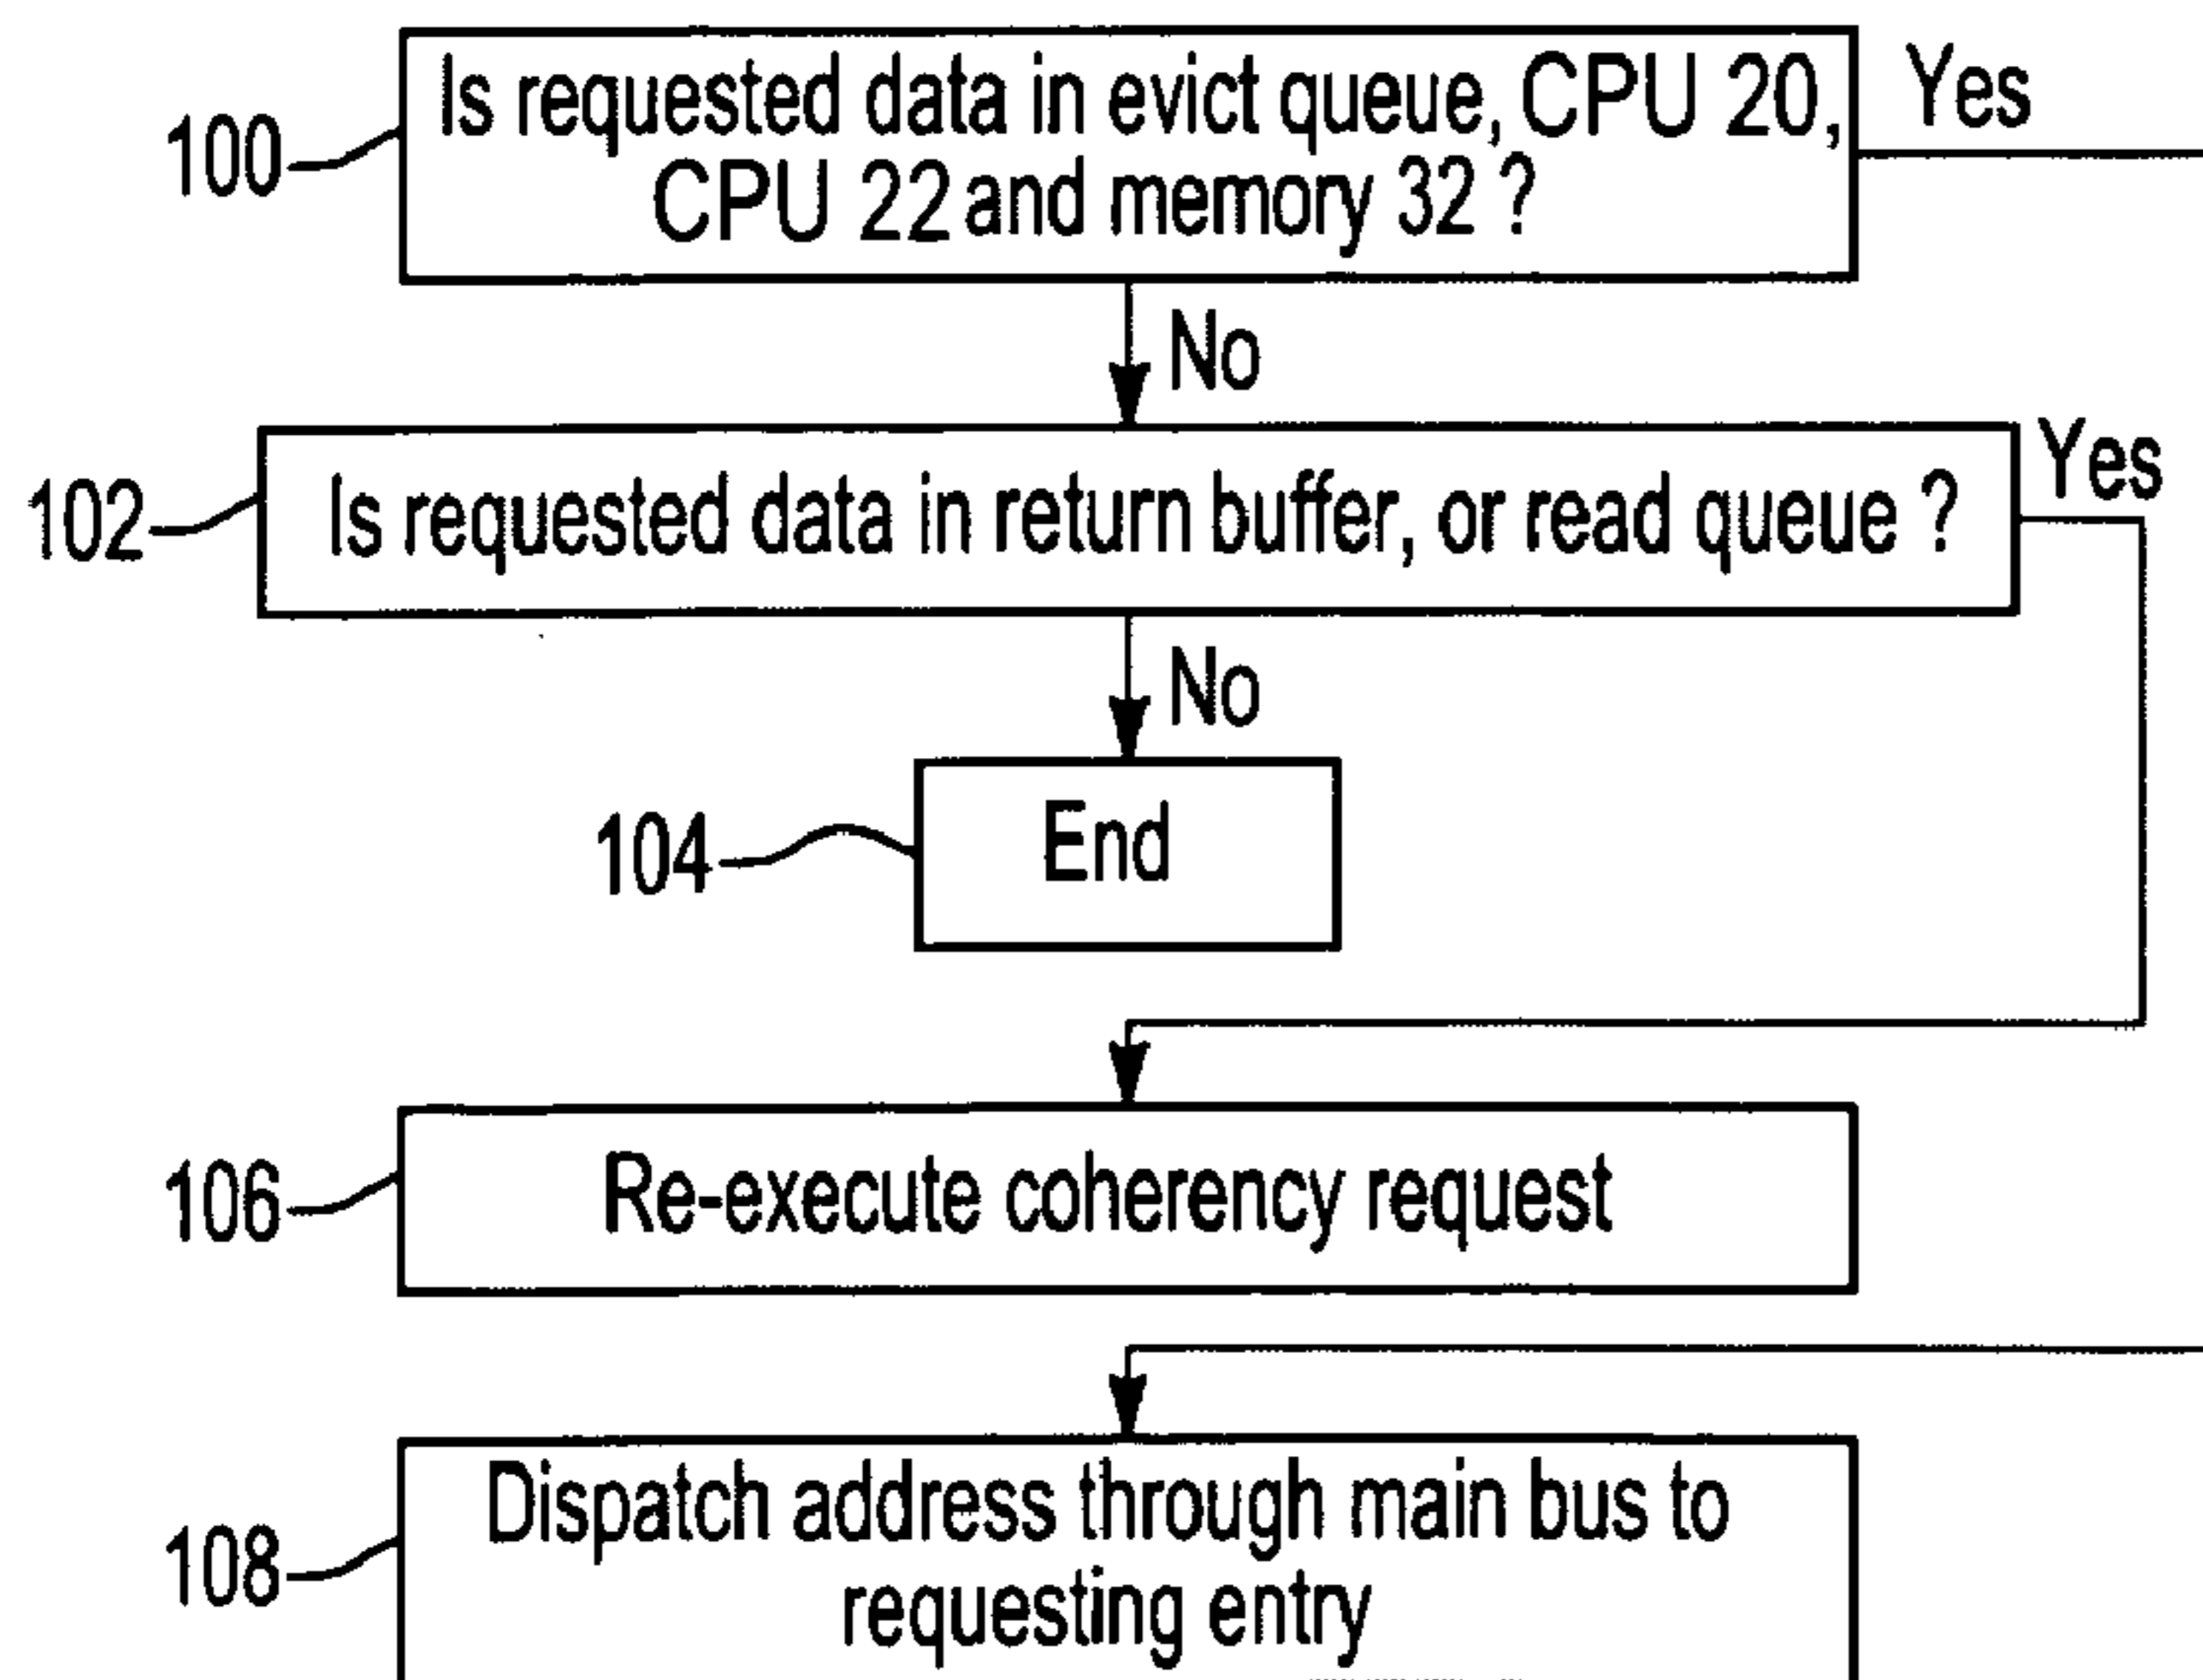 Is requested data in evict queue, CPU 20, Yes
100
CPU 22 and memory 32 ?
No
Yes
102 Is requested data in return buffer, or read queue ?
No
104 End
106 Re-execute coherency request
Dispatch address through main bus to
108
requesting entry